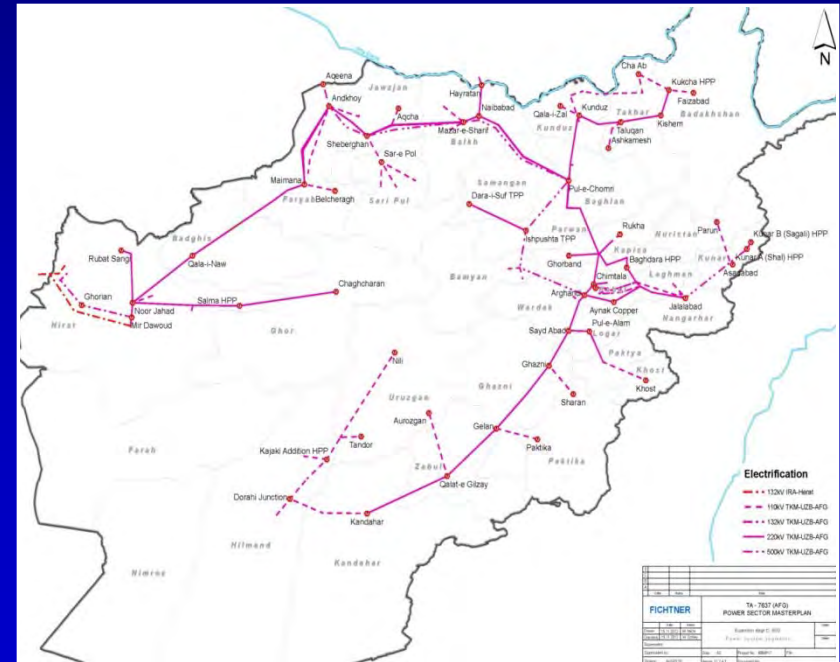 N
Aqeena
Jawzjan
Andkhoy
Hayratan
Naibabad
Aqcha
Mazar-e-Sharif
Balkh
Sheberghan
Sar-e Pol
Sari Pul
Maimana
Belcheragh
Faryab
Cha Ab
Kukcha HPP
Faizabad
Qala-i-Zal
Kunduz
Kunduz
Takhar
Badakhshan
Taluqan
Kishem
Ashkamesh
Samangan
Pul-e-Chomri
Dara-i-Suf TPP
Baghlan
Ishpushta TPP
Parwan
Rukha
Nuristan
Parun
Kapica
Kunar B (Sagali) HPP
Kunar A (Shal) HPP
Kunar
Asadabad
Baghdara HPP
Ghorband
Laghman
Chimtala
Bamyan
Arghandi
Jalalabad
Aynak Copper
Nangarhar
Wardak
Badghis
Rubat Sang
Qala-i-Naw
Chaghcharan
Ghorian
Noor Jahad
Salma HPP
Mir Dawoud
Hirat
Ghor
Sayd Abad
Pul-e-Alam
Logar
Paktya
Khost
Khost
Ghazni
Sharan
Nili
Uruzgan
Ghazni
Aurozgan
Gelan
Tandor
Paktika
Paktika
Kajaki Addition HPP
Zabul
Farah
Qalat-e Gilzay
Dorahi Junction
Kandahar
Hilmand
Nimroz
Kandahar
Electrification
132kV IRA-Herat
110kV TKM-UZB-AFG
132kV TKM-UZB-AFG
220kV TKM-UZB-AFG
500kV TKM-UZB-AFG
FICHTNER
TA - 7637 (AFG)
POWER SECTOR MASTERPLAN